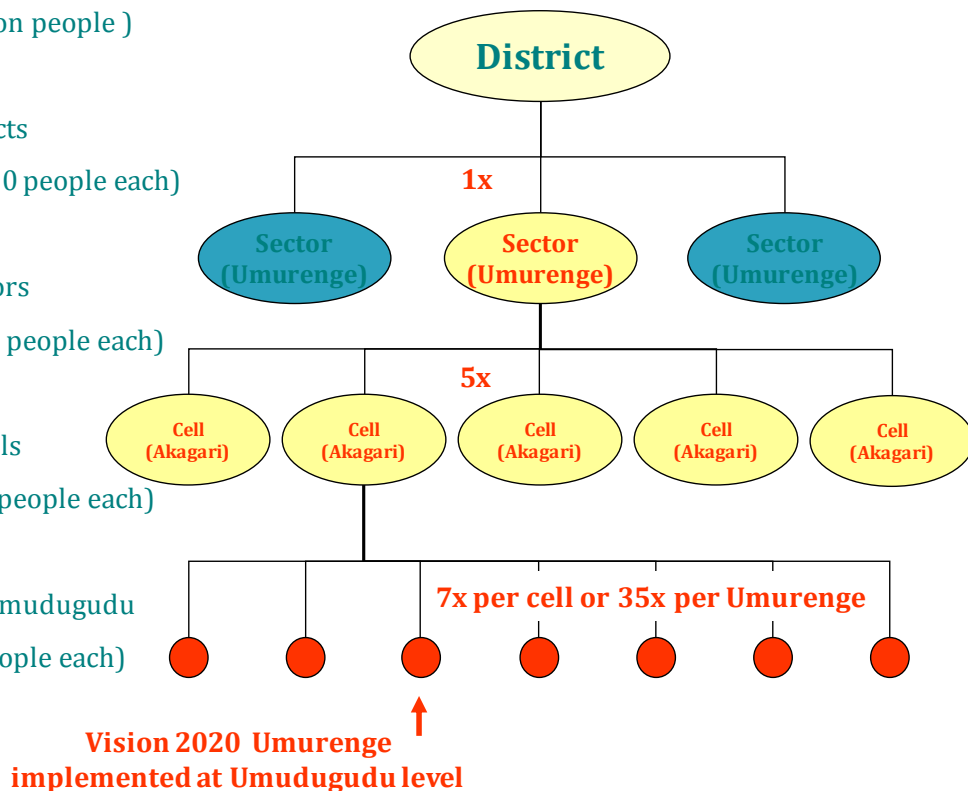 on people )
District
cts
0 people each)
1x
Sector
(Umurenge)
Sector
(Umurenge)
Sector
(Umurenge)
ors
people each)
5x
Cell
(Akagari)
Cell
(Akagari)
Cell
(Akagari)
Cell
(Akagari)
Cell
(Akagari)
ls
people each)
7x per cell or 35x per Umurenge
mudugudu
ople each)
Vision 2020 Umurenge
implemented at Umudugudu level